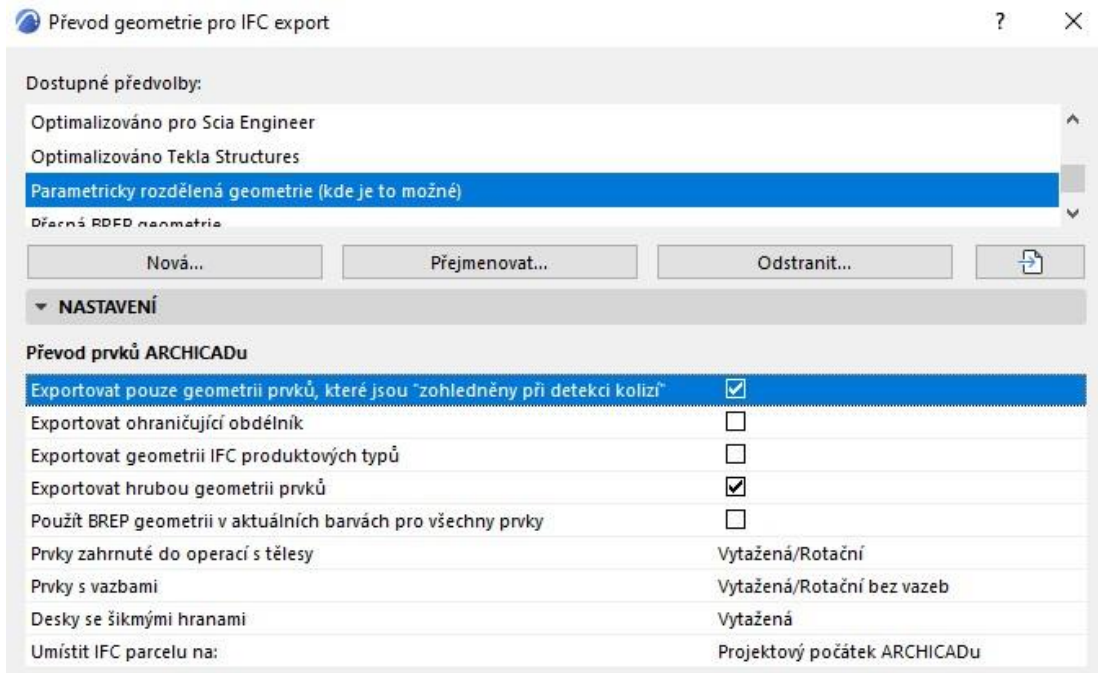 Převod geometrie pro IFC export
Dostupné předvolby:
Optimalizováno pro Scia Engineer
Optimalizováno Tekla Structures
Parametricky rozdělená geometrie (kde je to možné)
Přesná BREP geometrie
Nová... Přejmenovat... Odstranit...
NASTAVENÍ
Převod prvků ARCHICADu
Exportovat pouze geometrii prvků, které jsou "zohledněny při detekci kolizí"
Exportovat ohraničující obdélník
Exportovat geometrii IFC produktových typů
Exportovat hrubou geometrii prvků
Použít BREP geometrii v aktuálních barvách pro všechny prvky
Prvky zahrnuté do operací s tělesy Vytažená/Rotační
Prvky s vazbami Vytažená/Rotační bez vazeb
Desky se šikmými hranami Vytažená
Umístit IFC parcelu na: Projektový počátek ARCHICADu